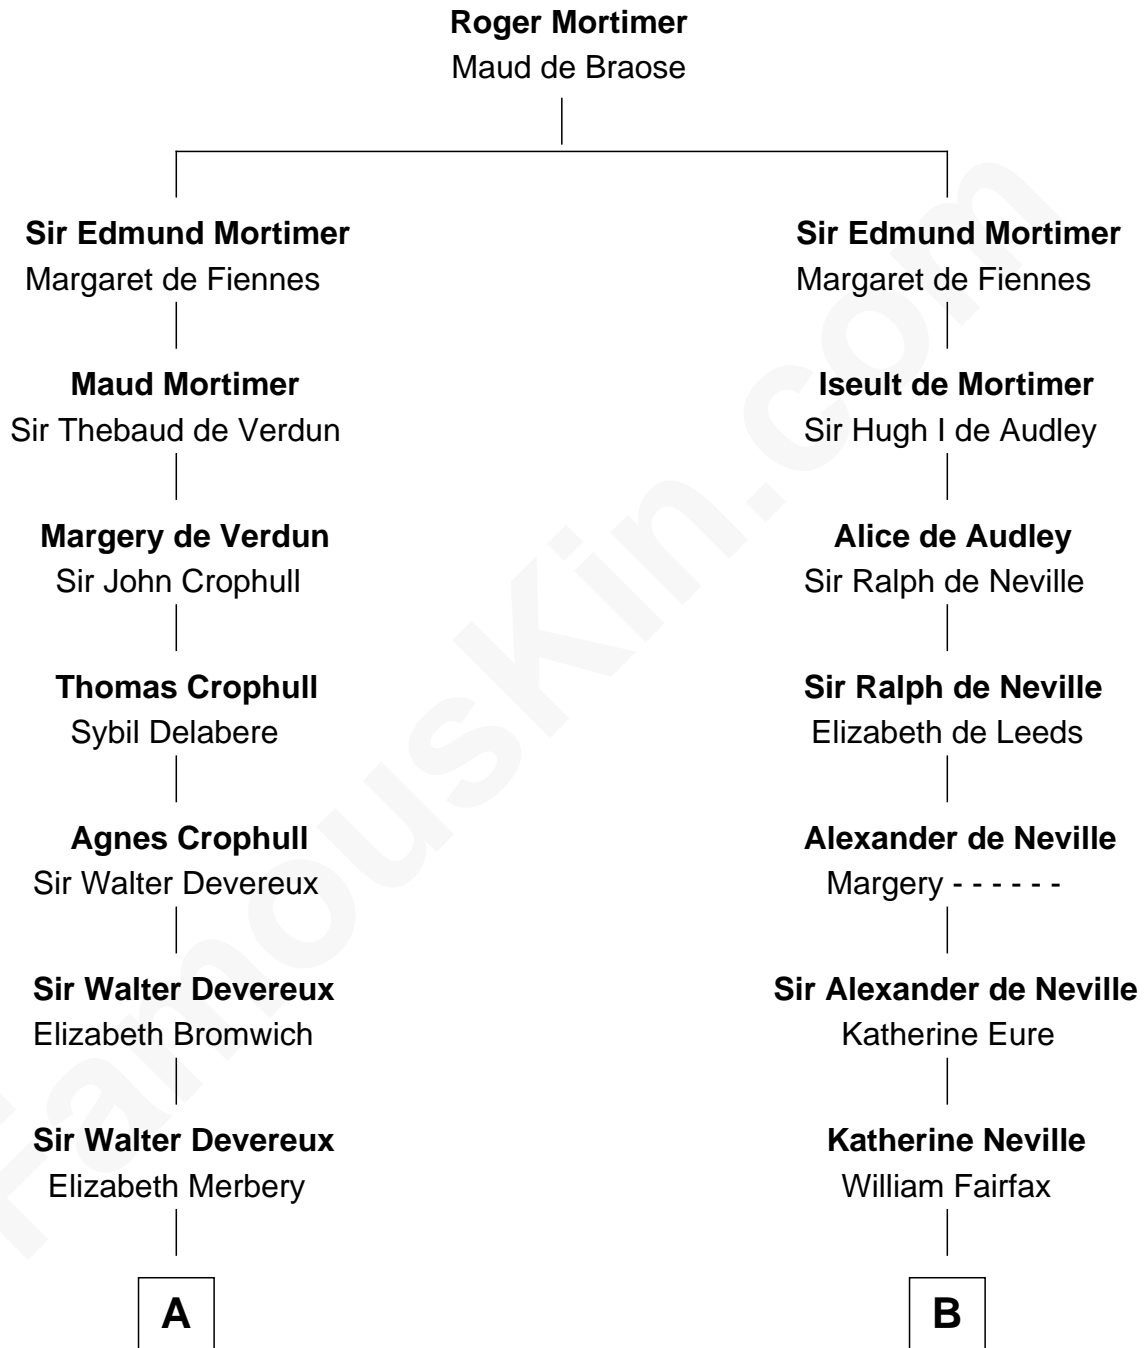 Roger Mortimer
Maud de Braose
Sir Edmund Mortimer
Margaret de Fiennes
Maud Mortimer
Sir Thebaud de Verdun
Margery de Verdun
Sir John Crophull
Thomas Crophull
Sybil Delabere
Agnes Crophull
Sir Walter Devereux
Sir Walter Devereux
Elizabeth Bromwich
Sir Walter Devereux
Elizabeth Merbery
A
Sir Edmund Mortimer
Margaret de Fiennes
Iseult de Mortimer
Sir Hugh I de Audley
Alice de Audley
Sir Ralph de Neville
Sir Ralph de Neville
Elizabeth de Leeds
Alexander de Neville
Margery - - - - - -
Sir Alexander de Neville
Katherine Eure
Katherine Neville
William Fairfax
B
FamousKin.com